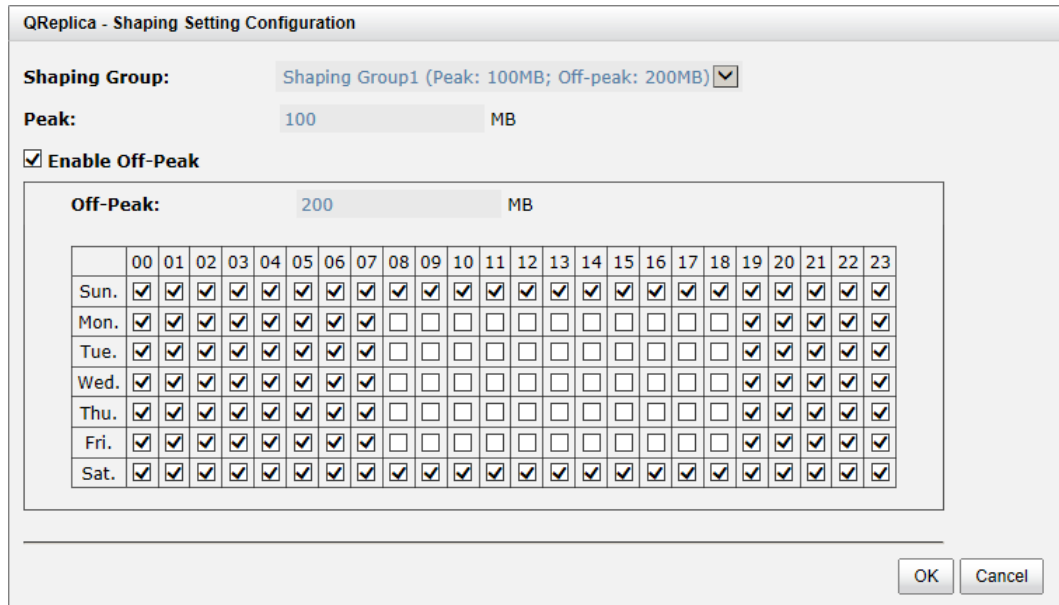 QReplica - Shaping Setting Configuration
Shaping Group: Shaping Group1 (Peak: 100MB; Off-peak: 200MB)
Peak: 100 MB
Enable Off-Peak
Off-Peak: 200 MB
00 01 02 03 04 05 06 07 08 09 10 11 12 13 14 15 16 17 18 19 20 21 22 23
Sun.
Mon.
Tue.
Wed.
Thu.
Fri.
Sat.
OK Cancel